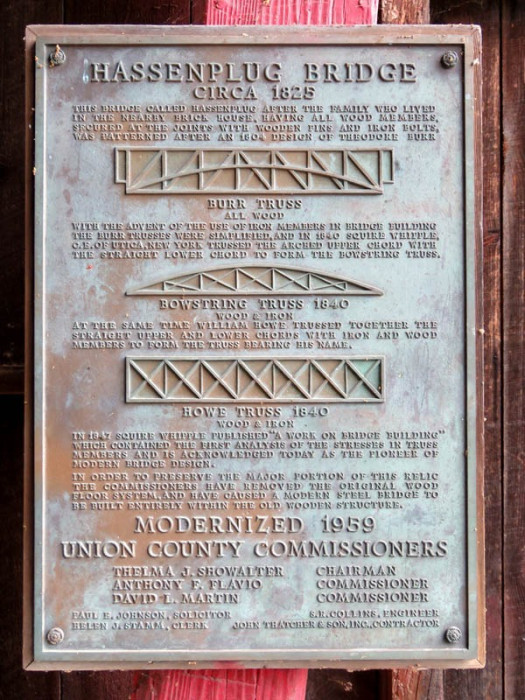 HASSENPLUG BRIDGE
CIRCA 1825
THIS BRIDGE CALLED HASSENPLUG AFTER THE FAMILY WHO LIVED
IN THE NEARBY BRICK HOUSE, HAVING ALL WOOD MEMBERS,
SECURED AT THE JOINTS WITH WOODEN PINS AND IRON BOLTS,
WAS PATTERNED AFTER AN 1804 DESIGN OF THEODORE BURR
BURR TRUSS
ALL WOOD
WITH THE ADVENT OF THE USE OF IRON MEMBERS IN BRIDGE BUILDING
THE BURR TRUSSES WERE SIMPLIFIED, AND IN 1840 SQUIRE WHIPPLE,
C.E. OF UTICA, NEW YORK TRUSSED THE ARCHED UPPER CHORD WITH
THE STRAIGHT LOWER CHORD TO FORM THE BOWSTRING TRUSS.
BOWSTRING TRUSS 1840
WOOD & IRON
AT THE SAME TIME WILLIAM HOWE TRUSSED TOGETHER THE
STRAIGHT UPPER AND LOWER CHORDS WITH IRON AND WOOD
MEMBERS TO FORM THE TRUSS BEARING HIS NAME.
HOWE TRUSS 1840
WOOD & IRON
IN 1847 SQUIRE WHIPPLE PUBLISHED "A WORK ON BRIDGE BUILDING"
WHICH CONTAINED THE FIRST ANALYSIS OF THE STRESSES IN TRUSS
MEMBERS AND IS ACKNOWLEDGED TODAY AS THE PIONEER OF
MODERN BRIDGE DESIGN.
IN ORDER TO PRESERVE THE MAJOR PORTION OF THIS RELIC
THE COMMISSIONERS HAVE REMOVED THE ORIGINAL WOOD
FLOOR SYSTEM, AND HAVE CAUSED A MODERN STEEL BRIDGE TO
BE BUILT ENTIRELY WITHIN THE OLD WOODEN STRUCTURE.
MODERNIZED 1959
UNION COUNTY COMMISSIONERS
THELMA J. SHOWALTER CHAIRMAN
ANTHONY F. FLAVIO COMMISSIONER
DAVID L. MARTIN COMMISSIONER
PAUL E. JOHNSON, SOLICITOR S.R. COLLINS, ENGINEER
HELEN J. STAMM, CLERK JOHN THATCHER & SON, INC., CONTRACTOR